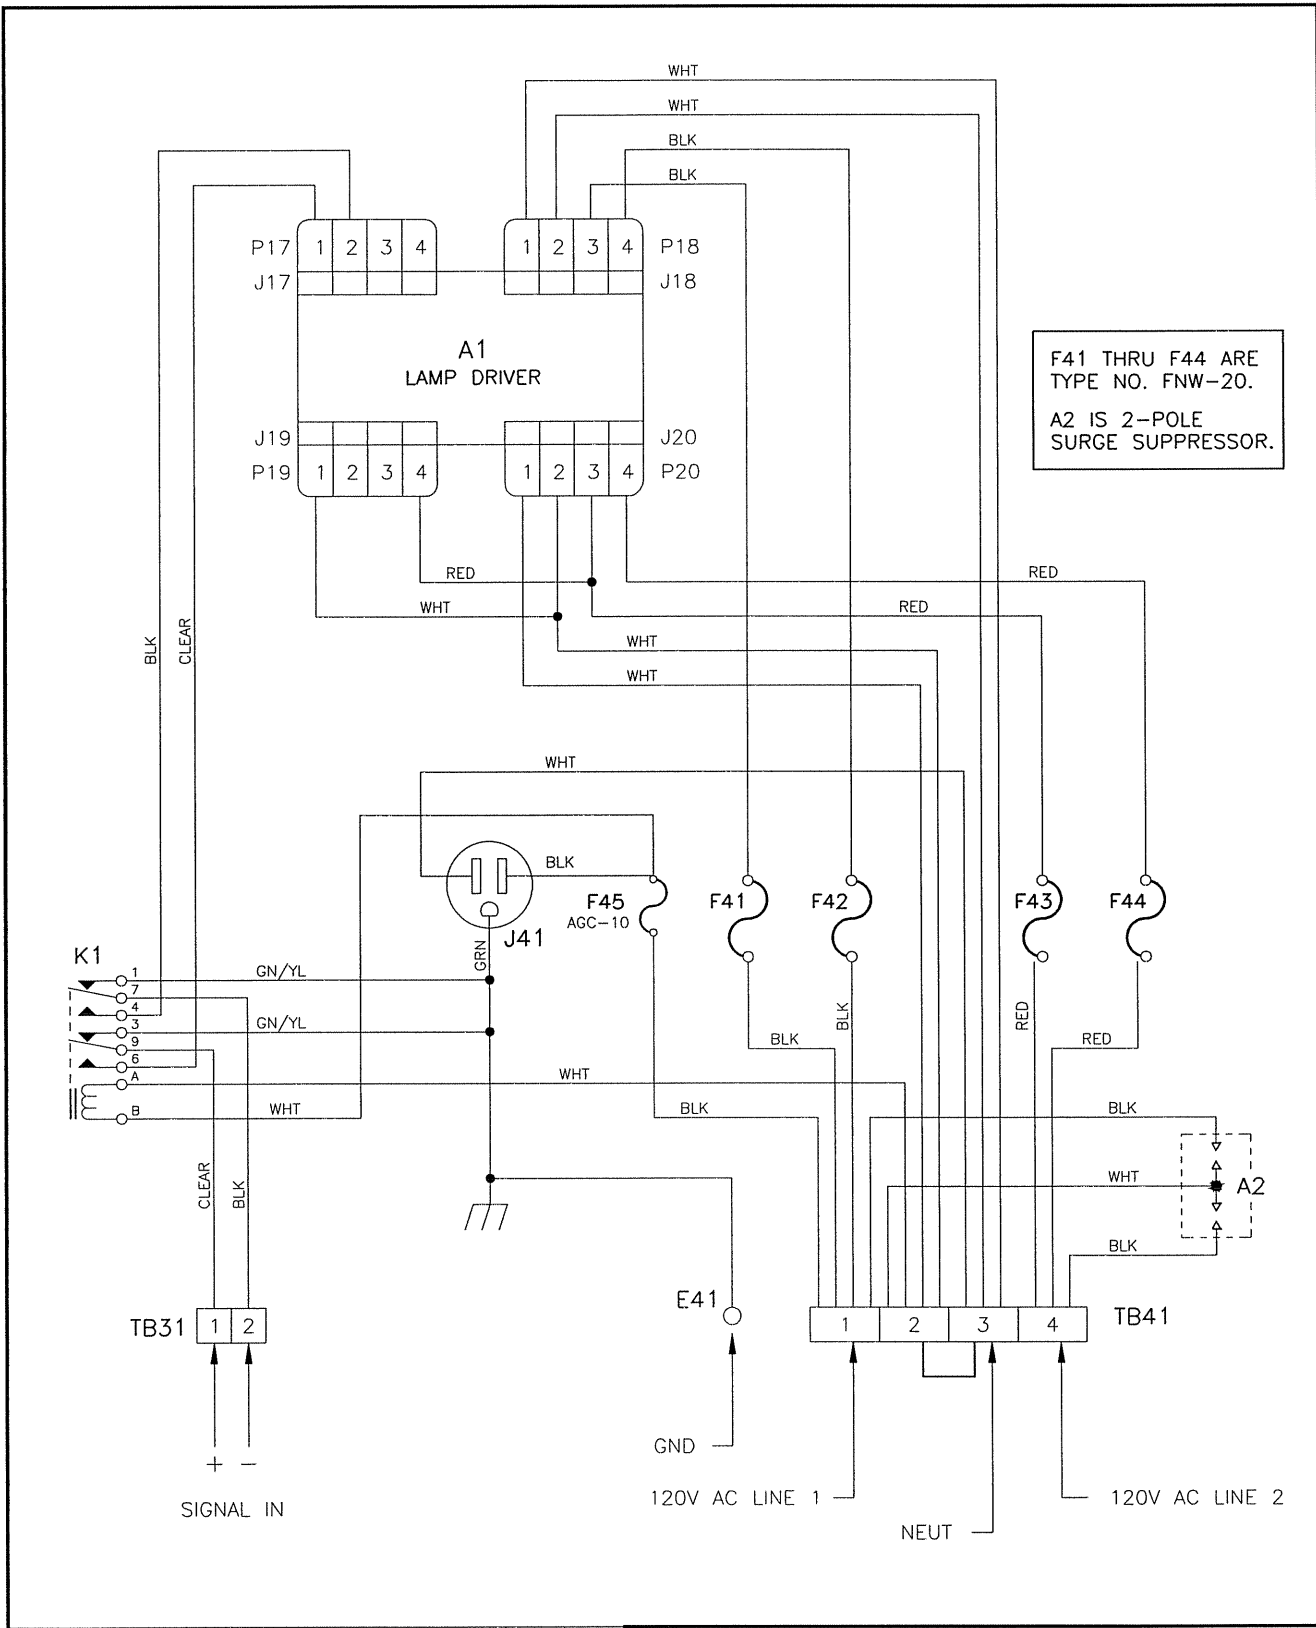 WHT
WHT
BLK
BLK
P17 1 2 3 4
1 2 3 4 P18
J17
J18
A1
LAMP DRIVER
F41 THRU F44 ARE
TYPE NO. FNW-20.
A2 IS 2-POLE
SURGE SUPPRESSOR.
J19
J20
P19 1 2 3 4
1 2 3 4 P20
RED
RED
WHT
RED
BLK
CLEAR
WHT
WHT
WHT
BLK
F45
AGC-10
F41
F42
F43
F44
J41
GRN
K1
1
7
4
3
9
6
A
B
GN/YL
GN/YL
BLK
BLK
RED
RED
WHT
WHT
BLK
BLK
CLEAR
BLK
WHT
A2
BLK
E41
TB31 1 2
1 2 3 4 TB41
+ −
SIGNAL IN
GND
120V AC LINE 1
120V AC LINE 2
NEUT